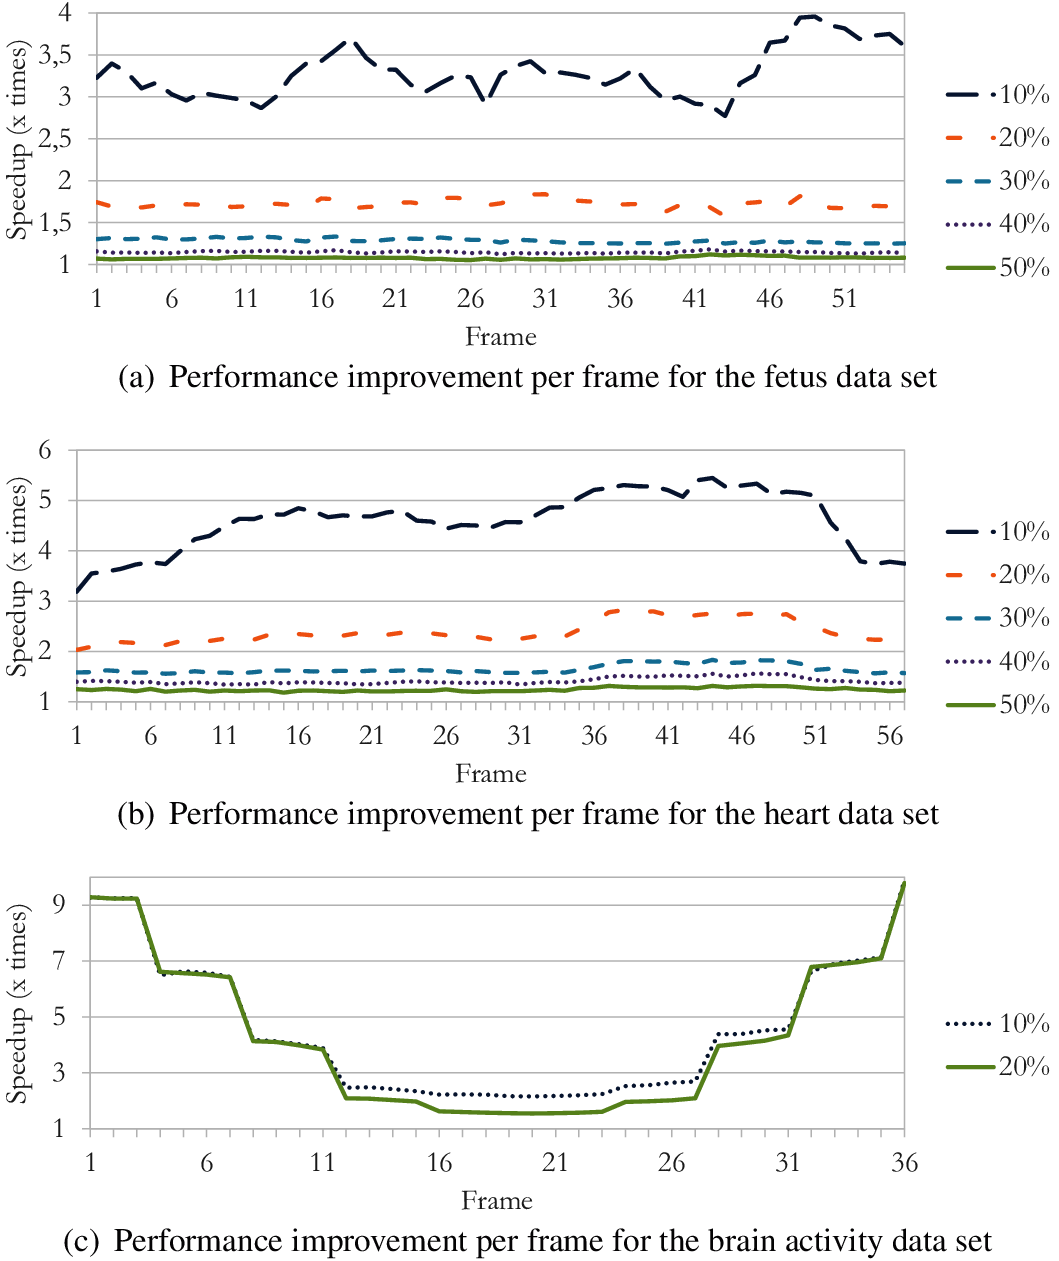 Speedup (x times)
4
3,5
3
2,5
2
1,5
1
1 6 11 16 21 26 31 36 41 46 51
Frame
10%
20%
30%
40%
50%
(a) Performance improvement per frame for the fetus data set
Speedup (x times)
6
5
4
3
2
1
1 6 11 16 21 26 31 36 41 46 51 56
Frame
10%
20%
30%
40%
50%
(b) Performance improvement per frame for the heart data set
Speedup (x times)
9
7
5
3
1
1 6 11 16 21 26 31 36
Frame
10%
20%
(c) Performance improvement per frame for the brain activity data set